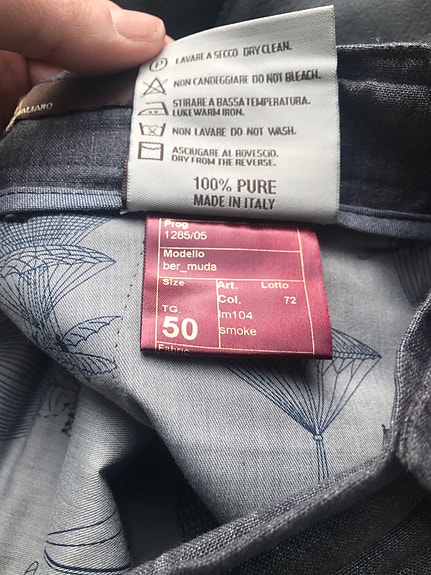 LAVARE A SECCO DRY CLEAN.
NON CANDEGGIARE DO NOT BLEACH.
STIRARE A BASSA TEMPERATURA.
LUKEWARM IRON.
NON LAVARE DO NOT WASH.
ASCIUGARE AL ROVESCIO.
DRY FROM THE REVERSE.
100% PURE
MADE IN ITALY
Prog
1285/05
Modello
ber_muda
Size Art. Lotto
Col. 72
TG.
50
lm104
smoke
Fabric